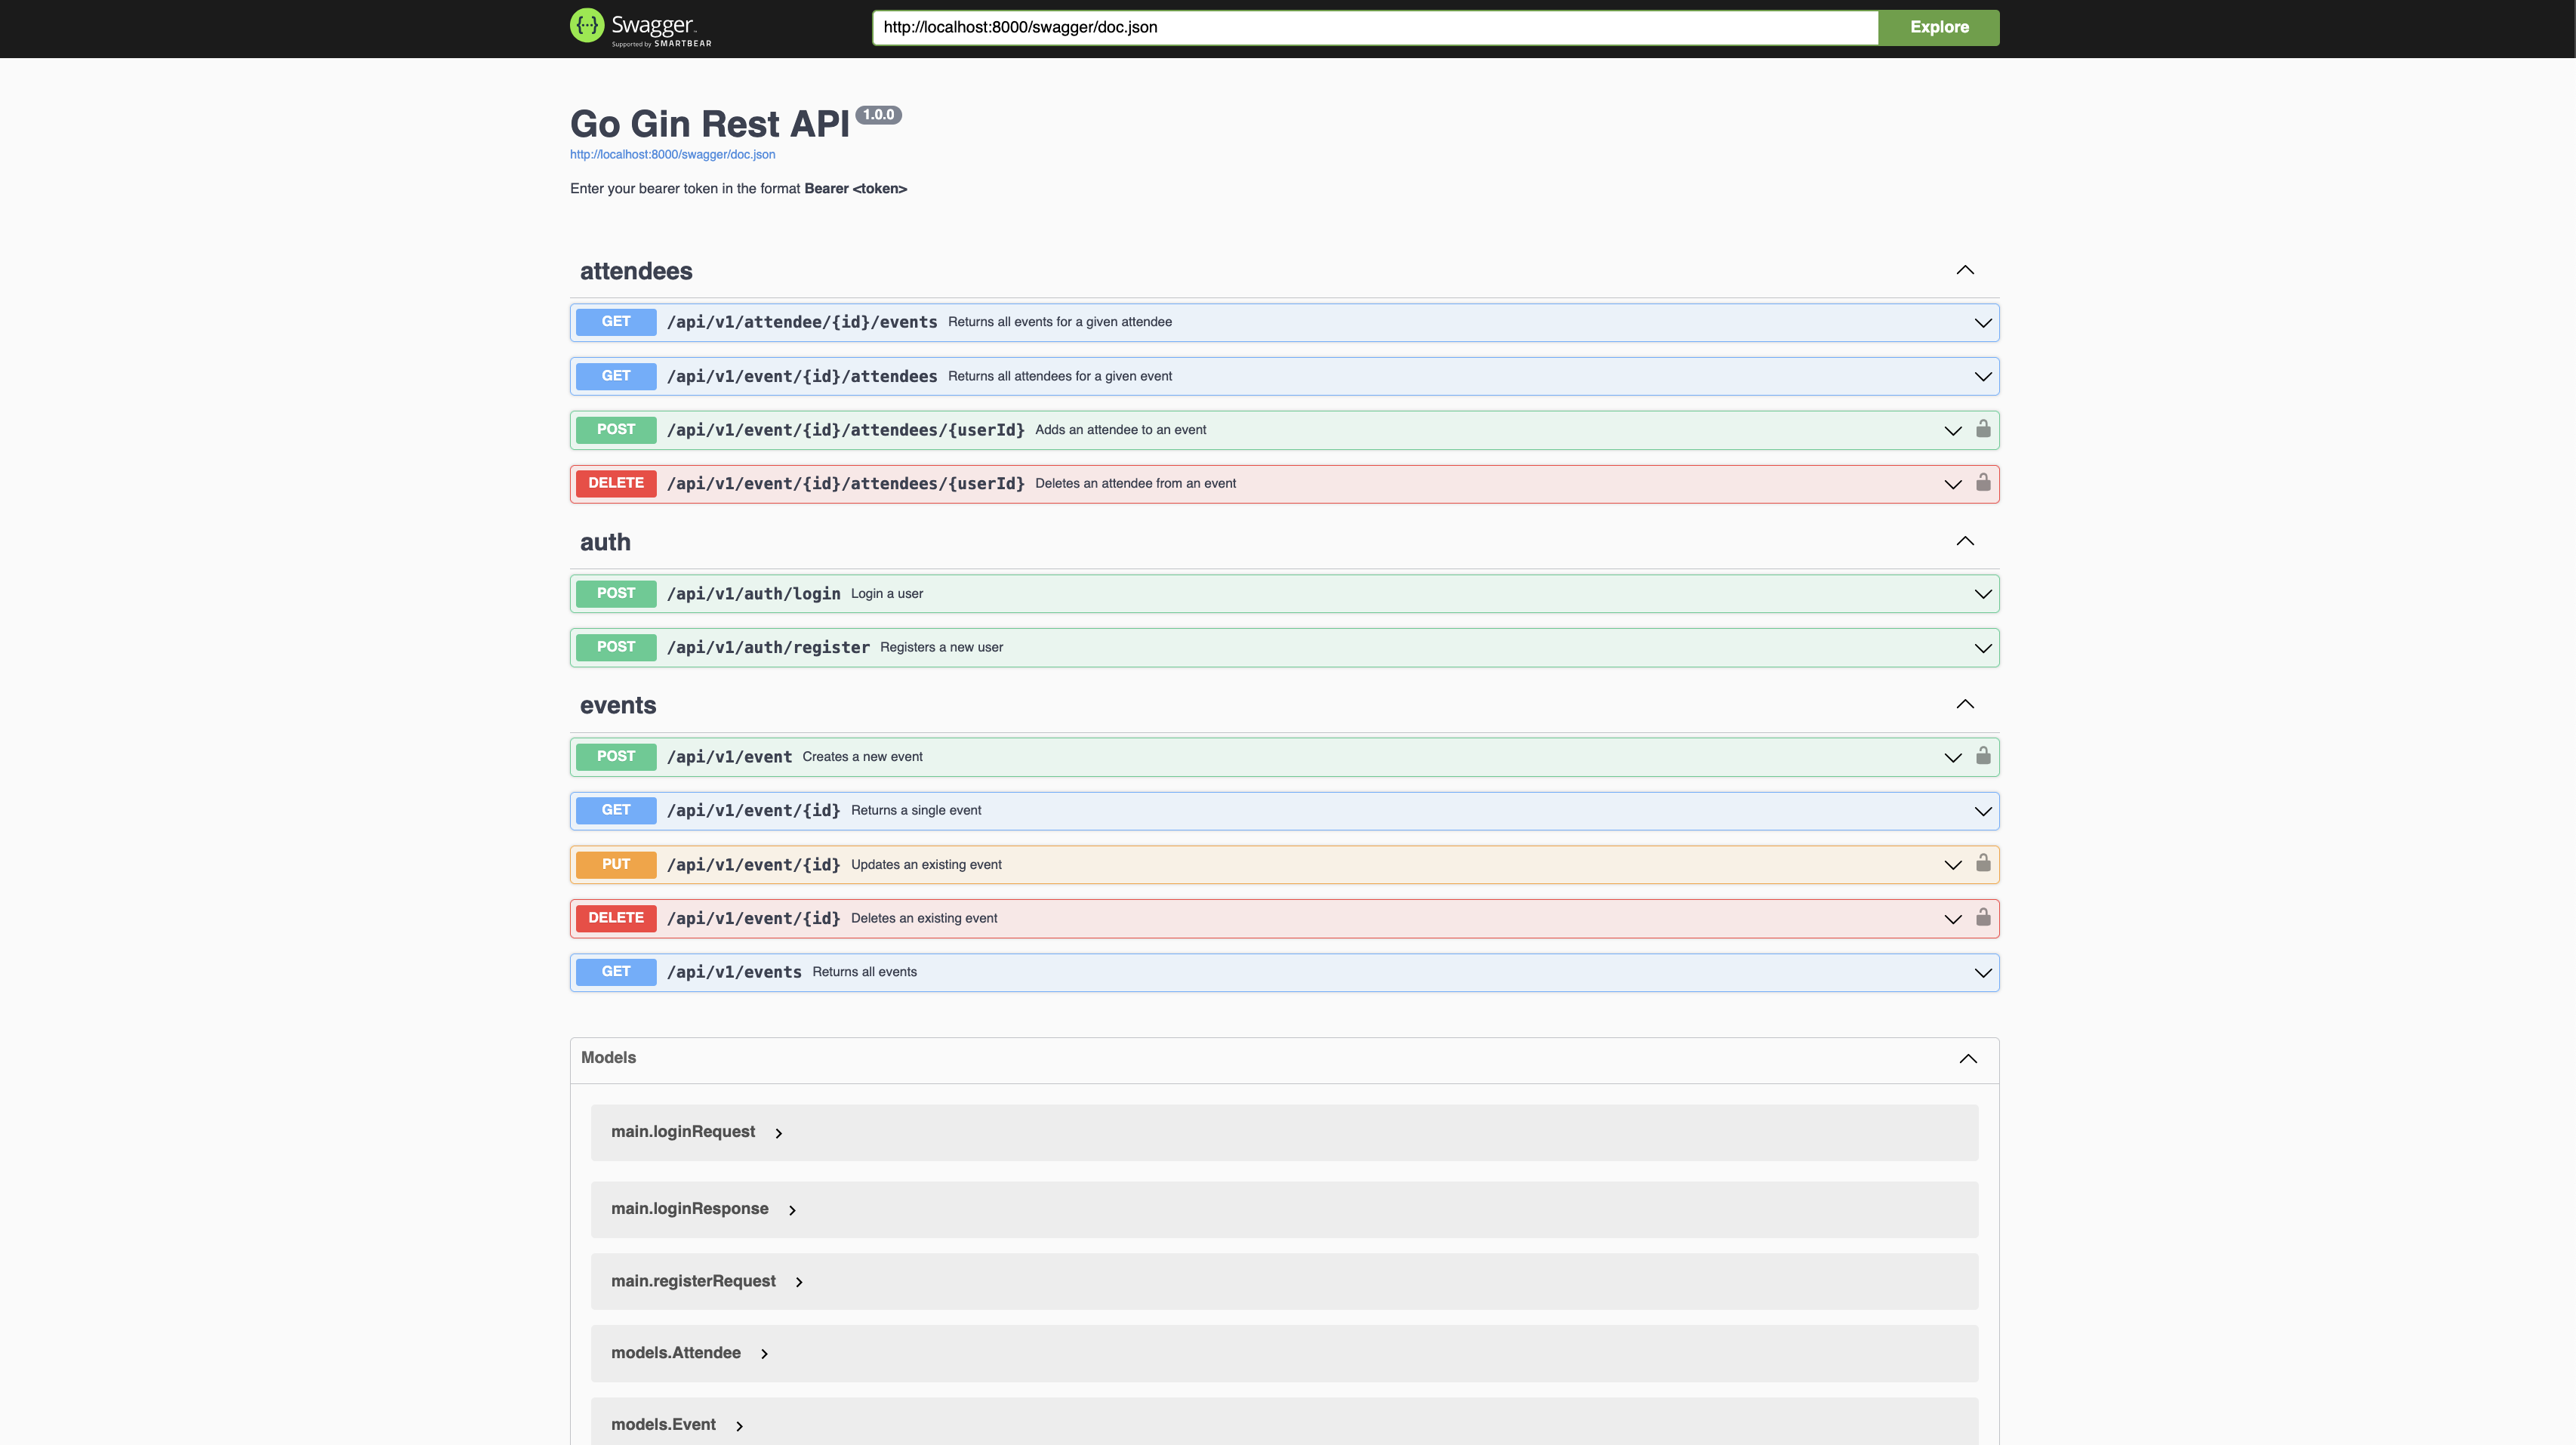 Swagger
Supported by SMARTBEAR
http://localhost:8000/swagger/doc.json
Explore
Go Gin Rest API 1.0.0
http://localhost:8000/swagger/doc.json
Enter your bearer token in the format Bearer <token>
attendees
GET /api/v1/attendee/{id}/events Returns all events for a given attendee
GET /api/v1/event/{id}/attendees Returns all attendees for a given event
POST /api/v1/event/{id}/attendees/{userId} Adds an attendee to an event
DELETE /api/v1/event/{id}/attendees/{userId} Deletes an attendee from an event
auth
POST /api/v1/auth/login Login a user
POST /api/v1/auth/register Registers a new user
events
POST /api/v1/event Creates a new event
GET /api/v1/event/{id} Returns a single event
PUT /api/v1/event/{id} Updates an existing event
DELETE /api/v1/event/{id} Deletes an existing event
GET /api/v1/events Returns all events
Models
main.loginRequest
main.loginResponse
main.registerRequest
models.Attendee
models.Event